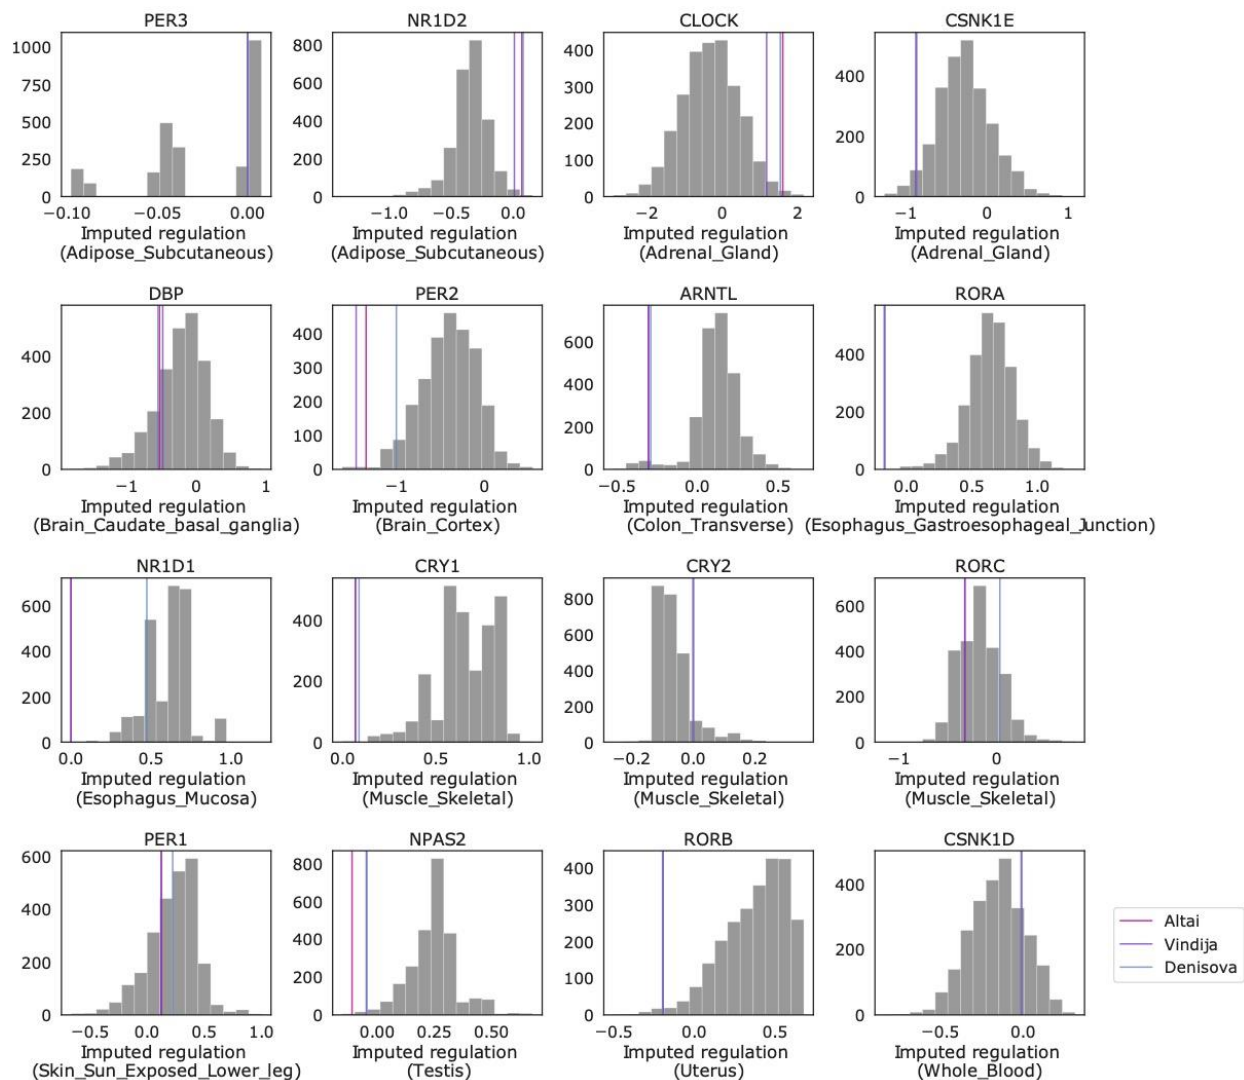 PER3 NR1D2 CLOCK CSNK1E
1000
750
500
250
0
−0.10 −0.05 0.00
Imputed regulation
(Adipose_Subcutaneous)
800
600
400
200
0
−1.0 −0.5 0.0
Imputed regulation
(Adipose_Subcutaneous)
400
300
200
100
0
−2 0 2
Imputed regulation
(Adrenal_Gland)
400
200
0
−1 0 1
Imputed regulation
(Adrenal_Gland)
DBP PER2 ARNTL RORA
400
200
0
−1 0 1
Imputed regulation
(Brain_Caudate_basal_ganglia)
400
300
200
100
0
−1 0
Imputed regulation
(Brain_Cortex)
600
400
200
0
−0.5 0.0 0.5
Imputed regulation
(Colon_Transverse)
400
200
0
0.0 0.5 1.0
Imputed regulation
(Esophagus_Gastroesophageal_Junction)
NR1D1 CRY1 CRY2 RORC
600
400
200
0
0.0 0.5 1.0
Imputed regulation
(Esophagus_Mucosa)
400
200
0
0.0 0.5 1.0
Imputed regulation
(Muscle_Skeletal)
800
600
400
200
0
−0.2 0.0 0.2
Imputed regulation
(Muscle_Skeletal)
600
400
200
0
−1 0
Imputed regulation
(Muscle_Skeletal)
PER1 NPAS2 RORB CSNK1D
600
400
200
0
−0.5 0.0 0.5 1.0
Imputed regulation
(Skin_Sun_Exposed_Lower_leg)
800
600
400
200
0
0.00 0.25 0.50
Imputed regulation
(Testis)
400
300
200
100
0
−0.5 0.0 0.5
Imputed regulation
(Uterus)
400
200
0
−0.5 0.0
Imputed regulation
(Whole_Blood)
Altai
Vindija
Denisova